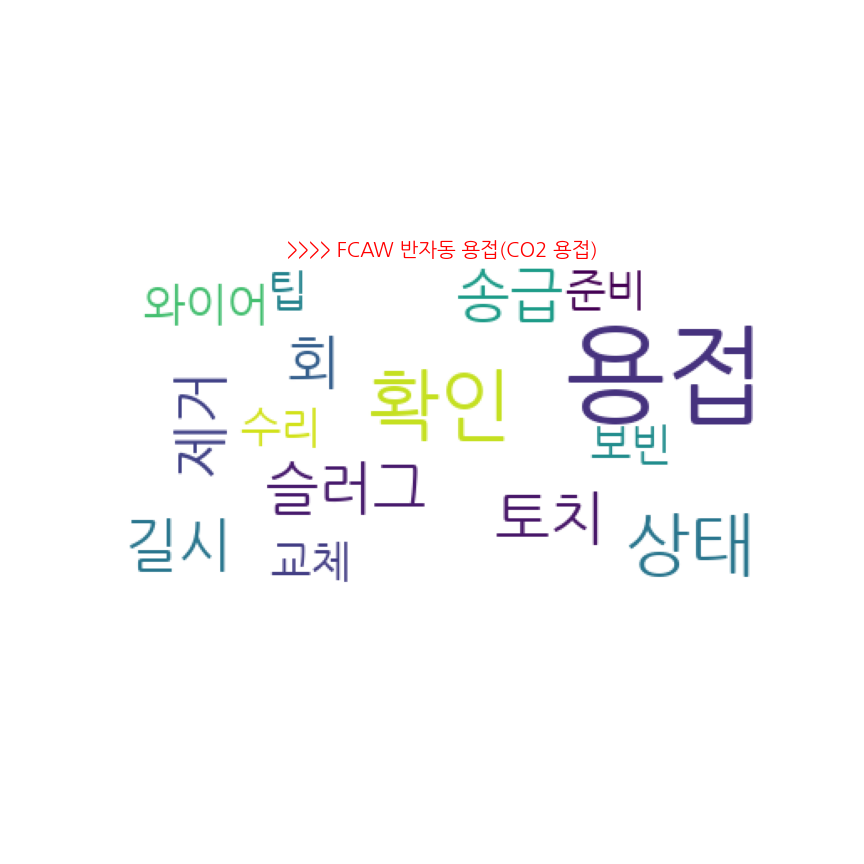 >>>> FCAW 반자동 용접(CO2 용접)
와이어
팁
송급
준비
회
용접
제거
수리
확인
보빈
슬러그
토치
상태
길시
교체